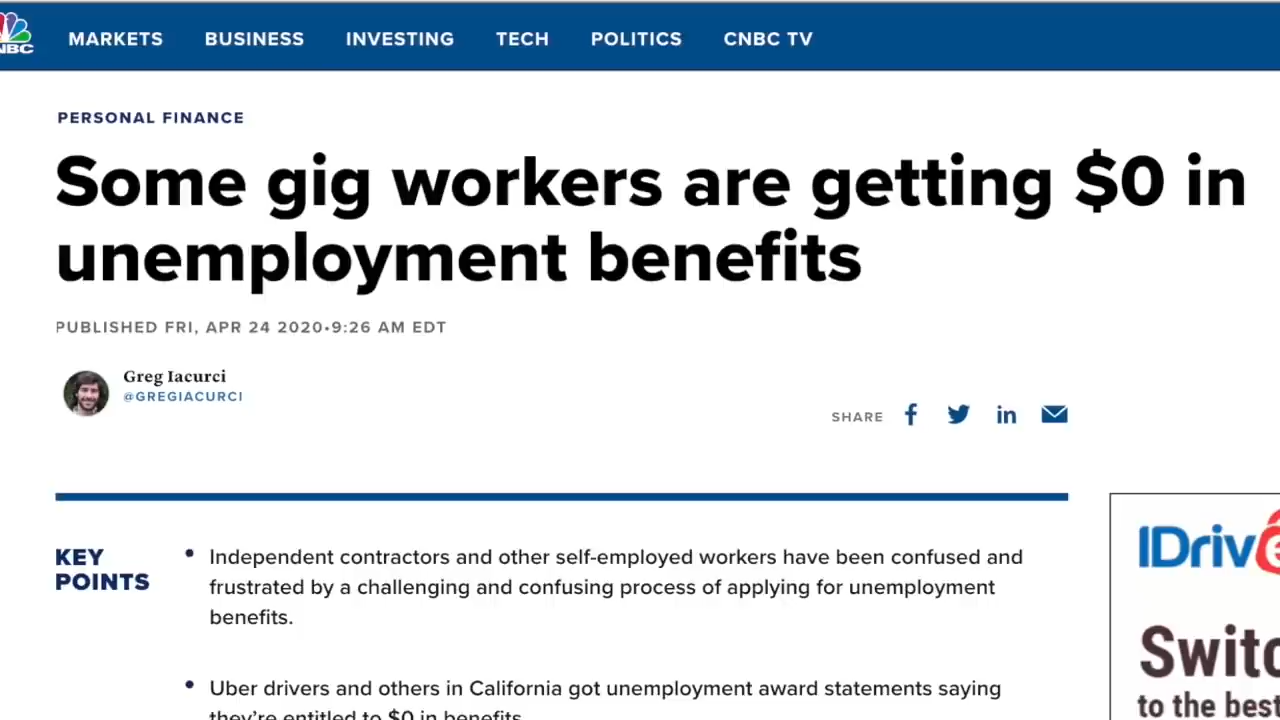 NBC
MARKETS BUSINESS INVESTING TECH POLITICS CNBC TV
PERSONAL FINANCE
Some gig workers are getting $0 in
unemployment benefits
PUBLISHED FRI, APR 24 2020•9:26 AM EDT
Greg Iacurci
@GREGIACURCI
SHARE
KEY
POINTS
• Independent contractors and other self-employed workers have been confused and
frustrated by a challenging and confusing process of applying for unemployment
benefits.
• Uber drivers and others in California got unemployment award statements saying
they're entitled to $0 in benefits.
IDrive
Switc
to the best